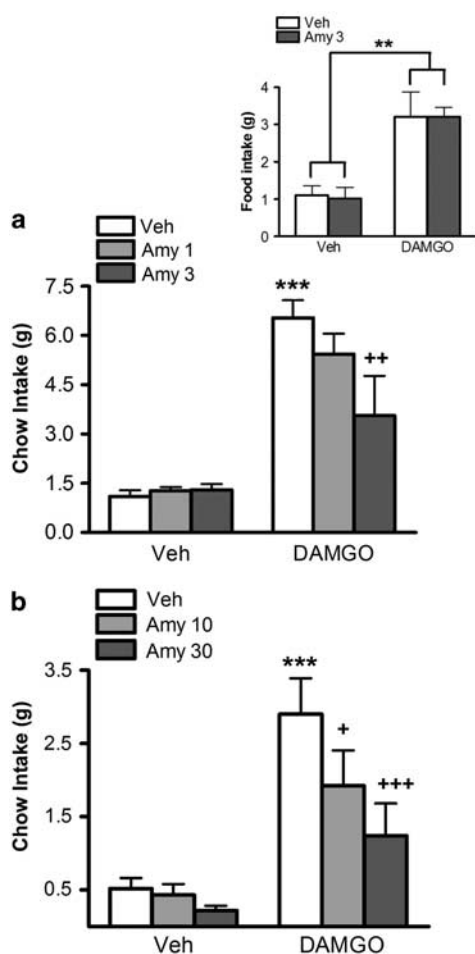 Veh
Amy 3
**
Food intake (g)
4
3
2
1
0
Veh DAMGO
a
Veh
Amy 1
Amy 3
Chow Intake (g)
7.5
6.0
4.5
3.0
1.5
0.0
***
++
Veh DAMGO
b
Veh
Amy 10
Amy 30
Chow Intake (g)
3.5
2.5
1.5
0.5
***
+
+++
Veh DAMGO